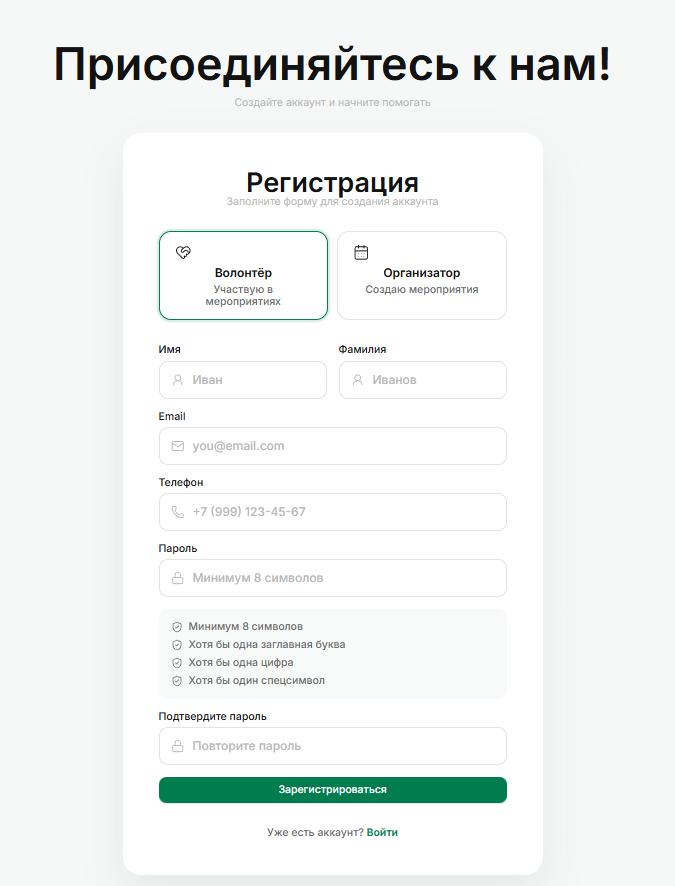 Присоединяйтесь к нам!
Создайте аккаунт и начните помогать
Регистрация
Заполните форму для создания аккаунта
Волонтёр
Участвую в
мероприятиях
Организатор
Создаю мероприятия
Имя
Фамилия
Иван
Иванов
Email
you@email.com
Телефон
+7 (999) 123-45-67
Пароль
Минимум 8 символов
Минимум 8 символов
Хотя бы одна заглавная буква
Хотя бы одна цифра
Хотя бы один спецсимвол
Подтвердите пароль
Повторите пароль
Зарегистрироваться
Уже есть аккаунт? Войти